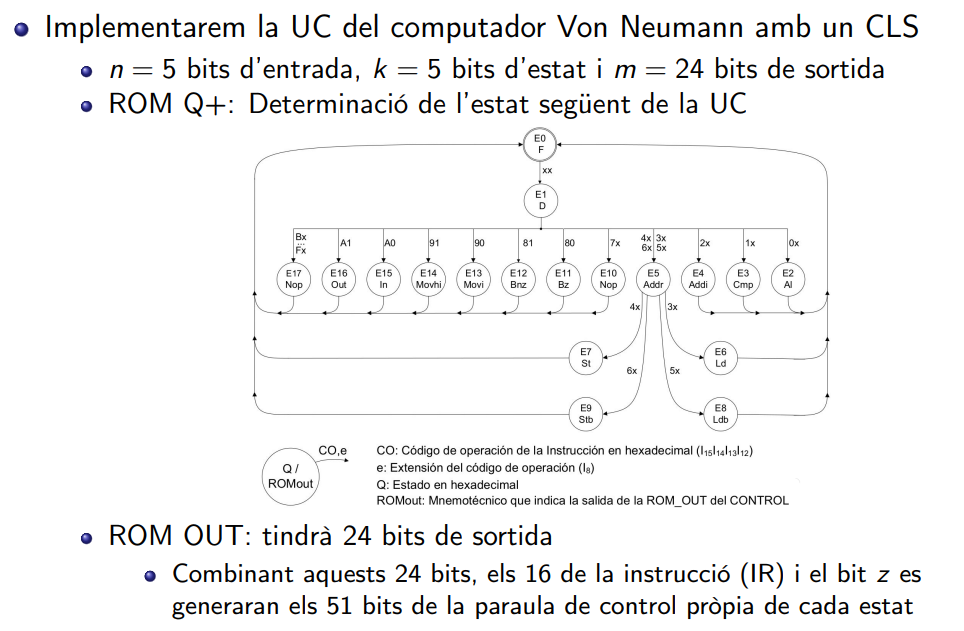 Implementarem la UC del computador Von Neumann amb un CLS
n = 5 bits d'entrada, k = 5 bits d'estat i m = 24 bits de sortida
ROM Q+: Determinació de l'estat següent de la UC
E0
F
xx
E1
D
Bx
...
Fx
A1
A0
91
90
81
80
7x
4x 3x
6x 5x
2x
1x
0x
E17
Nop
E16
Out
E15
In
E14
Movhi
E13
Movi
E12
Bnz
E11
Bz
E10
Nop
E5
Addr
E4
Addi
E3
Cmp
E2
Al
4x
3x
E7
St
E6
Ld
6x
5x
E9
Stb
E8
Ldb
Q /
ROMout
CO,e
CO: Código de operación de la Instrucción en hexadecimal (I15I14I13I12)
e: Extensión del código de operación (I8)
Q: Estado en hexadecimal
ROMout: Mnemotécnico que indica la salida de la ROM_OUT del CONTROL
ROM OUT: tindrà 24 bits de sortida
Combinant aquests 24 bits, els 16 de la instrucció (IR) i el bit z es
generaran els 51 bits de la paraula de control pròpia de cada estat